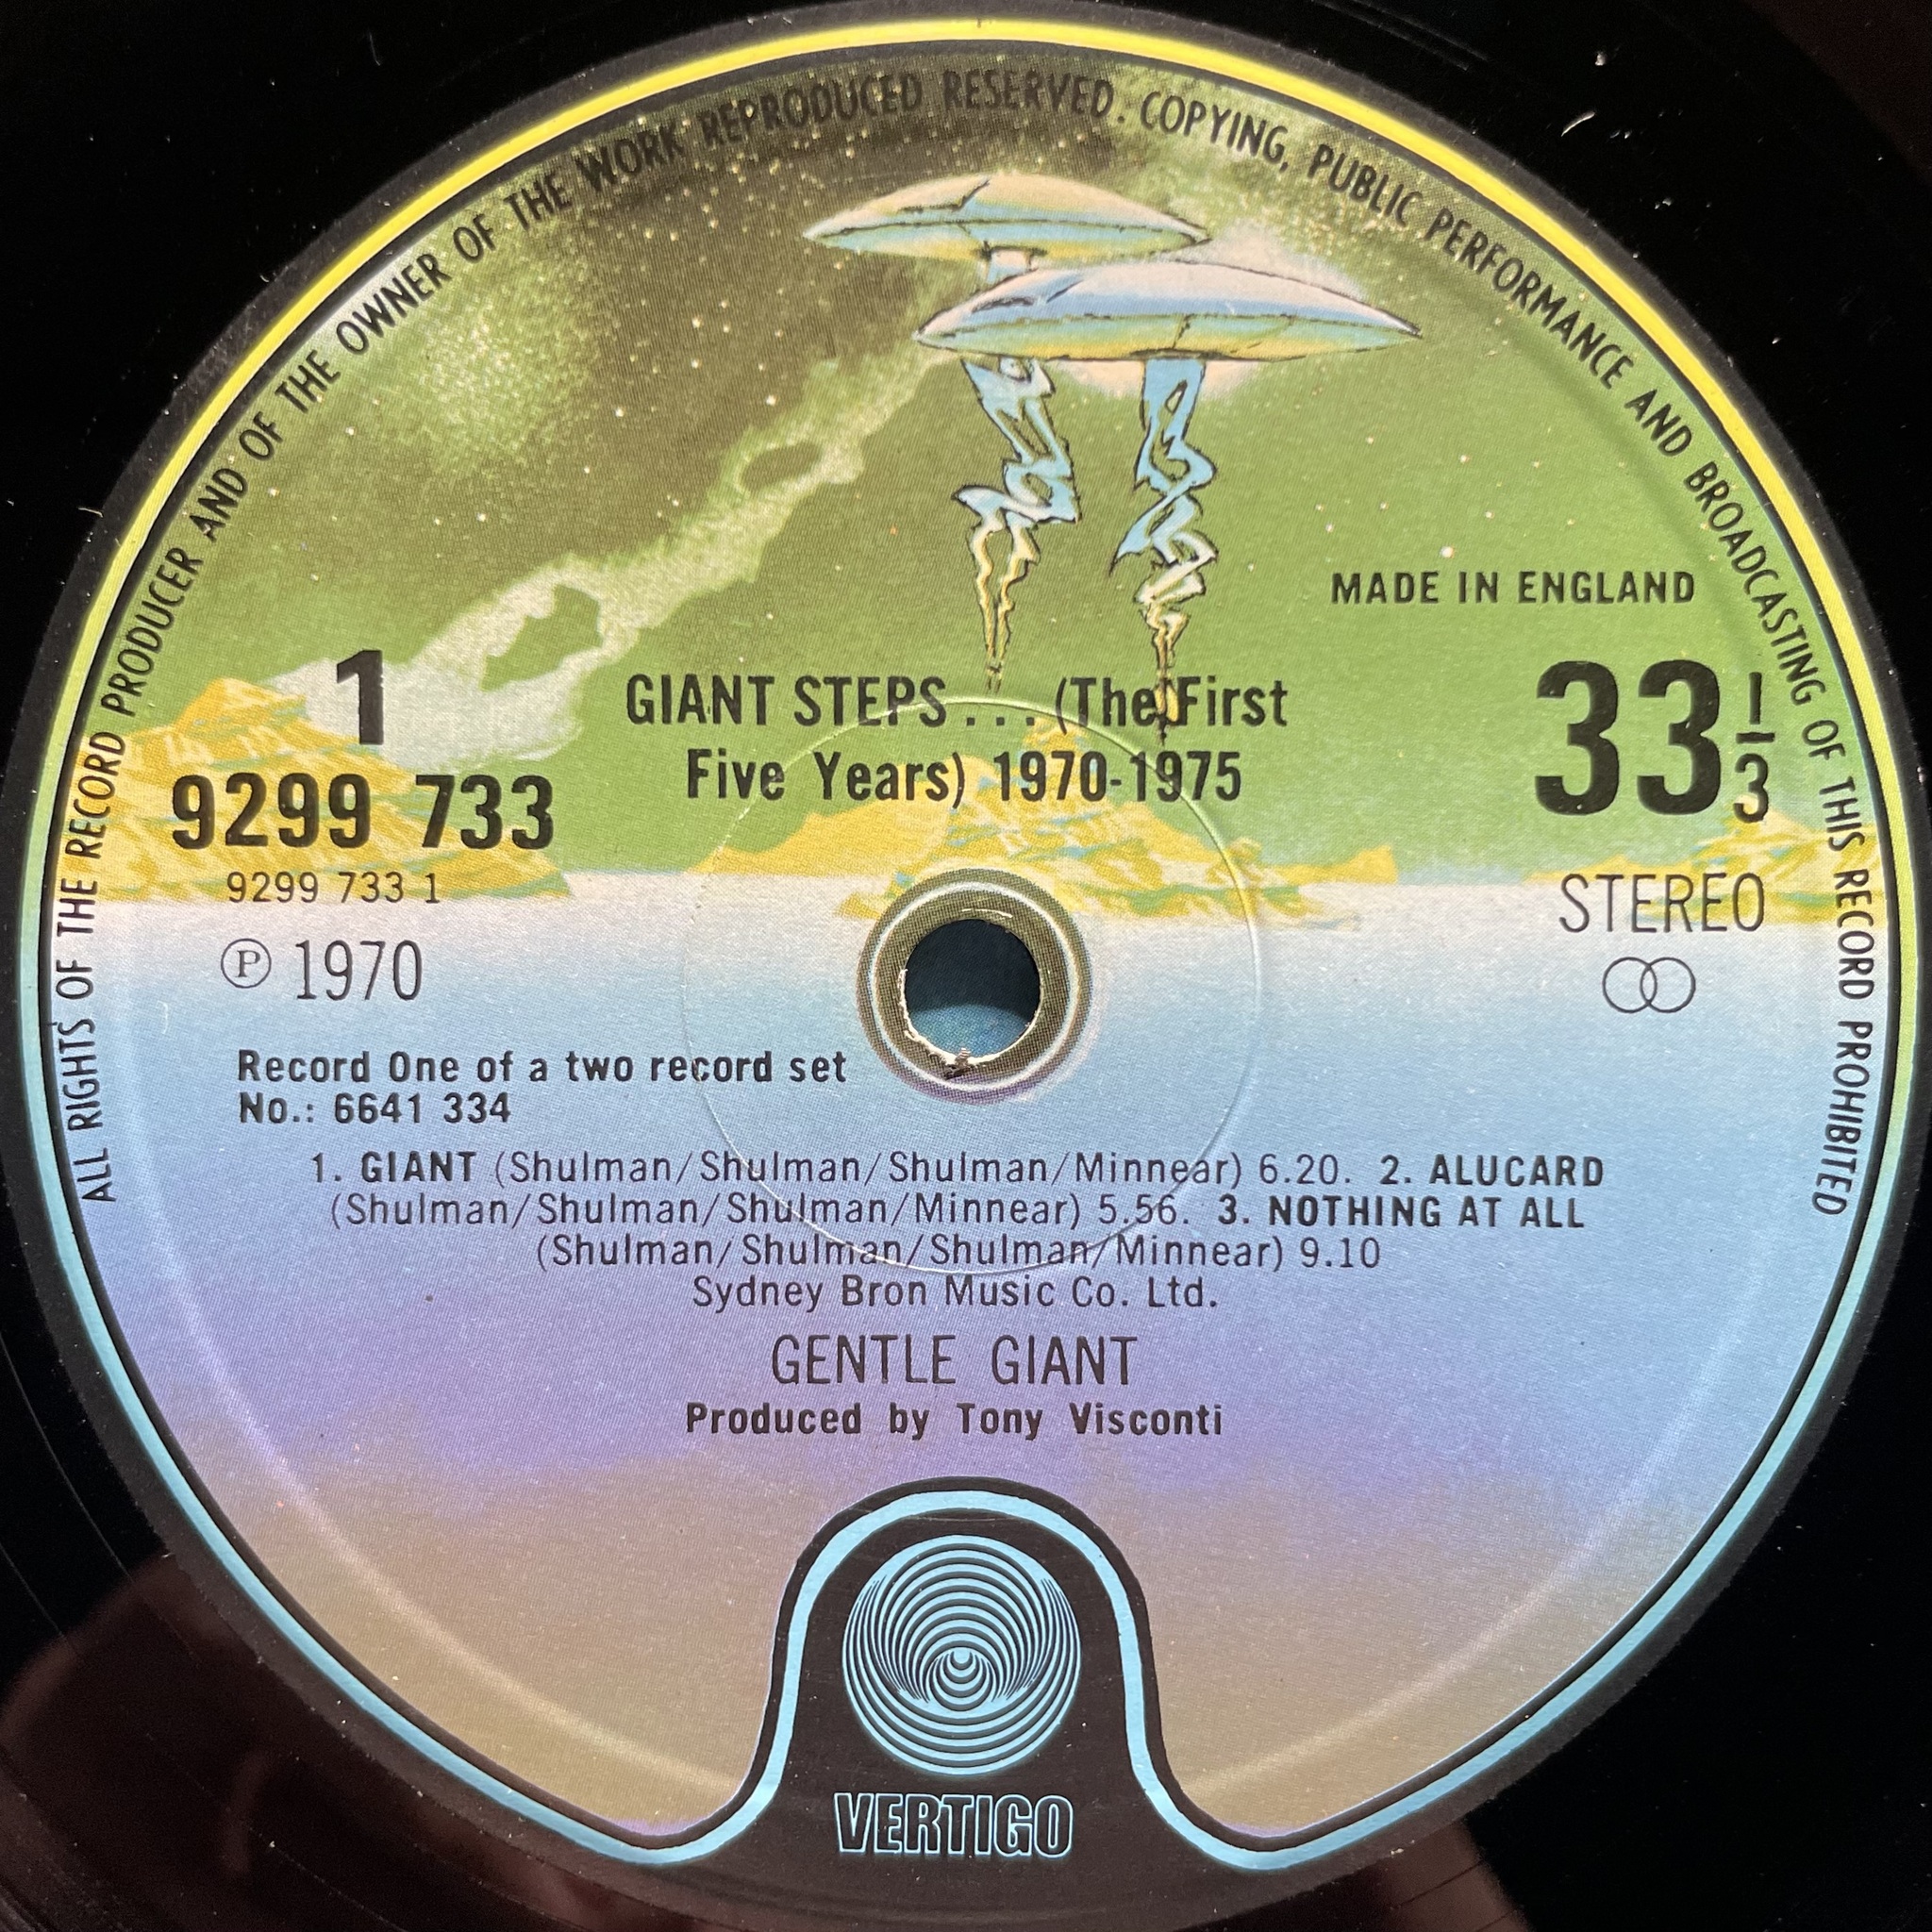 ALL RIGHTS OF THE RECORD PRODUCER AND OF THE OWNER OF THE WORK REPRODUCED RESERVED. COPYING, PUBLIC PERFORMANCE AND BROADCASTING OF THIS RECORD PROHIBITED
MADE IN ENGLAND
1
9299 733
9299 733 1
Ⓟ 1970
GIANT STEPS... (The First
Five Years) 1970-1975
33 1/3
STEREO
Record One of a two record set
No.: 6641 334
1. GIANT (Shulman/Shulman/Shulman/Minnear) 6.20. 2. ALUCARD
(Shulman/Shulman/Shulman/Minnear) 5.56. 3. NOTHING AT ALL
(Shulman/Shulman/Shulman/Minnear) 9.10
Sydney Bron Music Co. Ltd.
GENTLE GIANT
Produced by Tony Visconti
VERTIGO